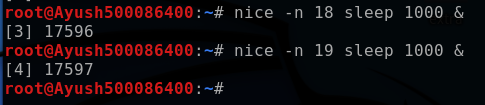 root@Ayush500086400:~# nice -n 18 sleep 1000 &
[3] 17596
root@Ayush500086400:~# nice -n 19 sleep 1000 &
[4] 17597
root@Ayush500086400:~#